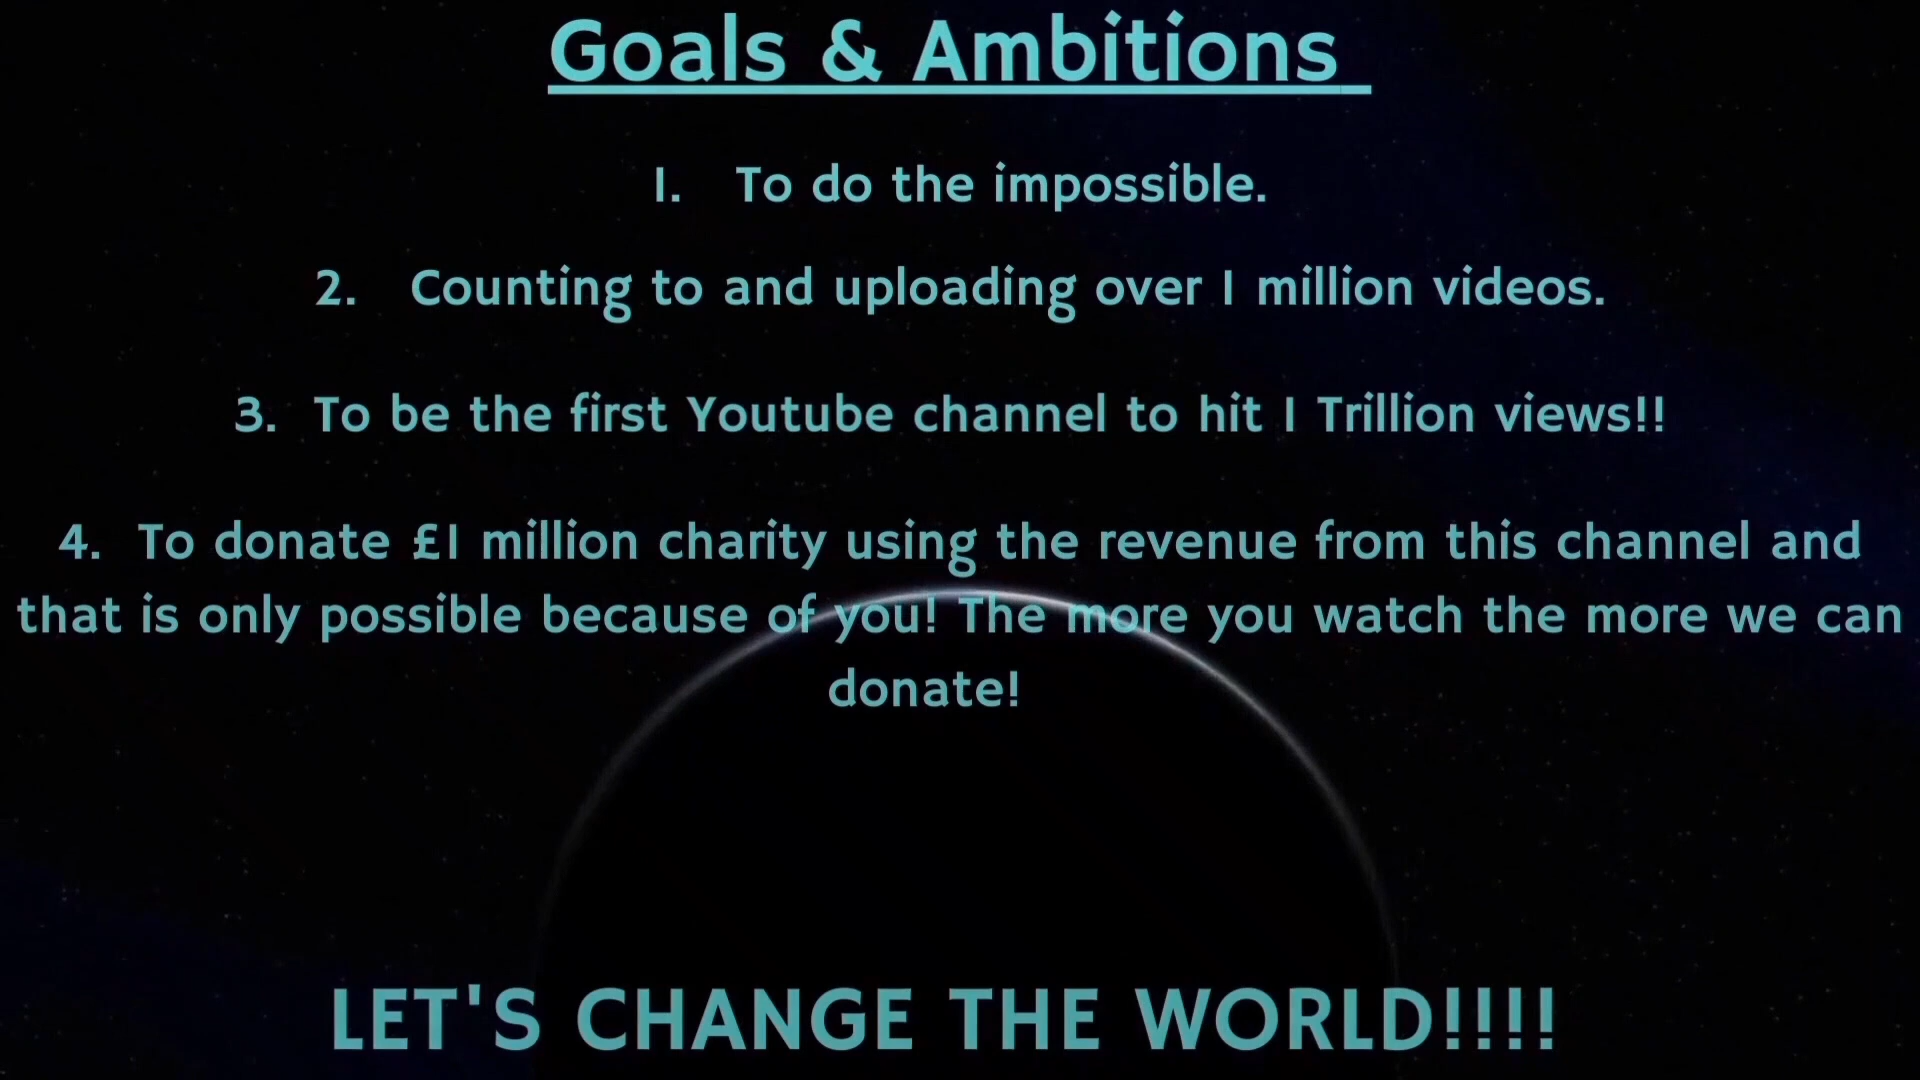 Goals & Ambitions
1. To do the impossible.
2. Counting to and uploading over 1 million videos.
3. To be the first Youtube channel to hit 1 Trillion views!!
4. To donate £1 million charity using the revenue from this channel and
that is only possible because of you! The more you watch the more we can
donate!
LET'S CHANGE THE WORLD!!!!